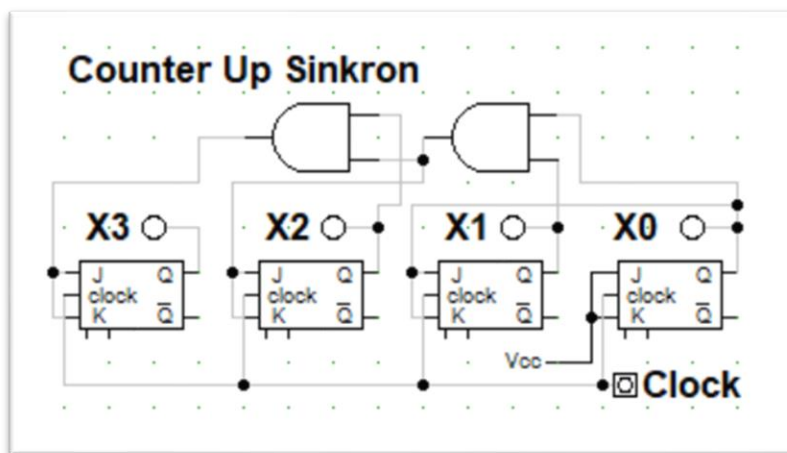 Counter Up Sinkron
X3 X2 X1 X0
J Q J Q J Q J Q
clock clock clock clock
K Q̅ K Q̅ K Q̅ K Q̅
Vcc
Clock